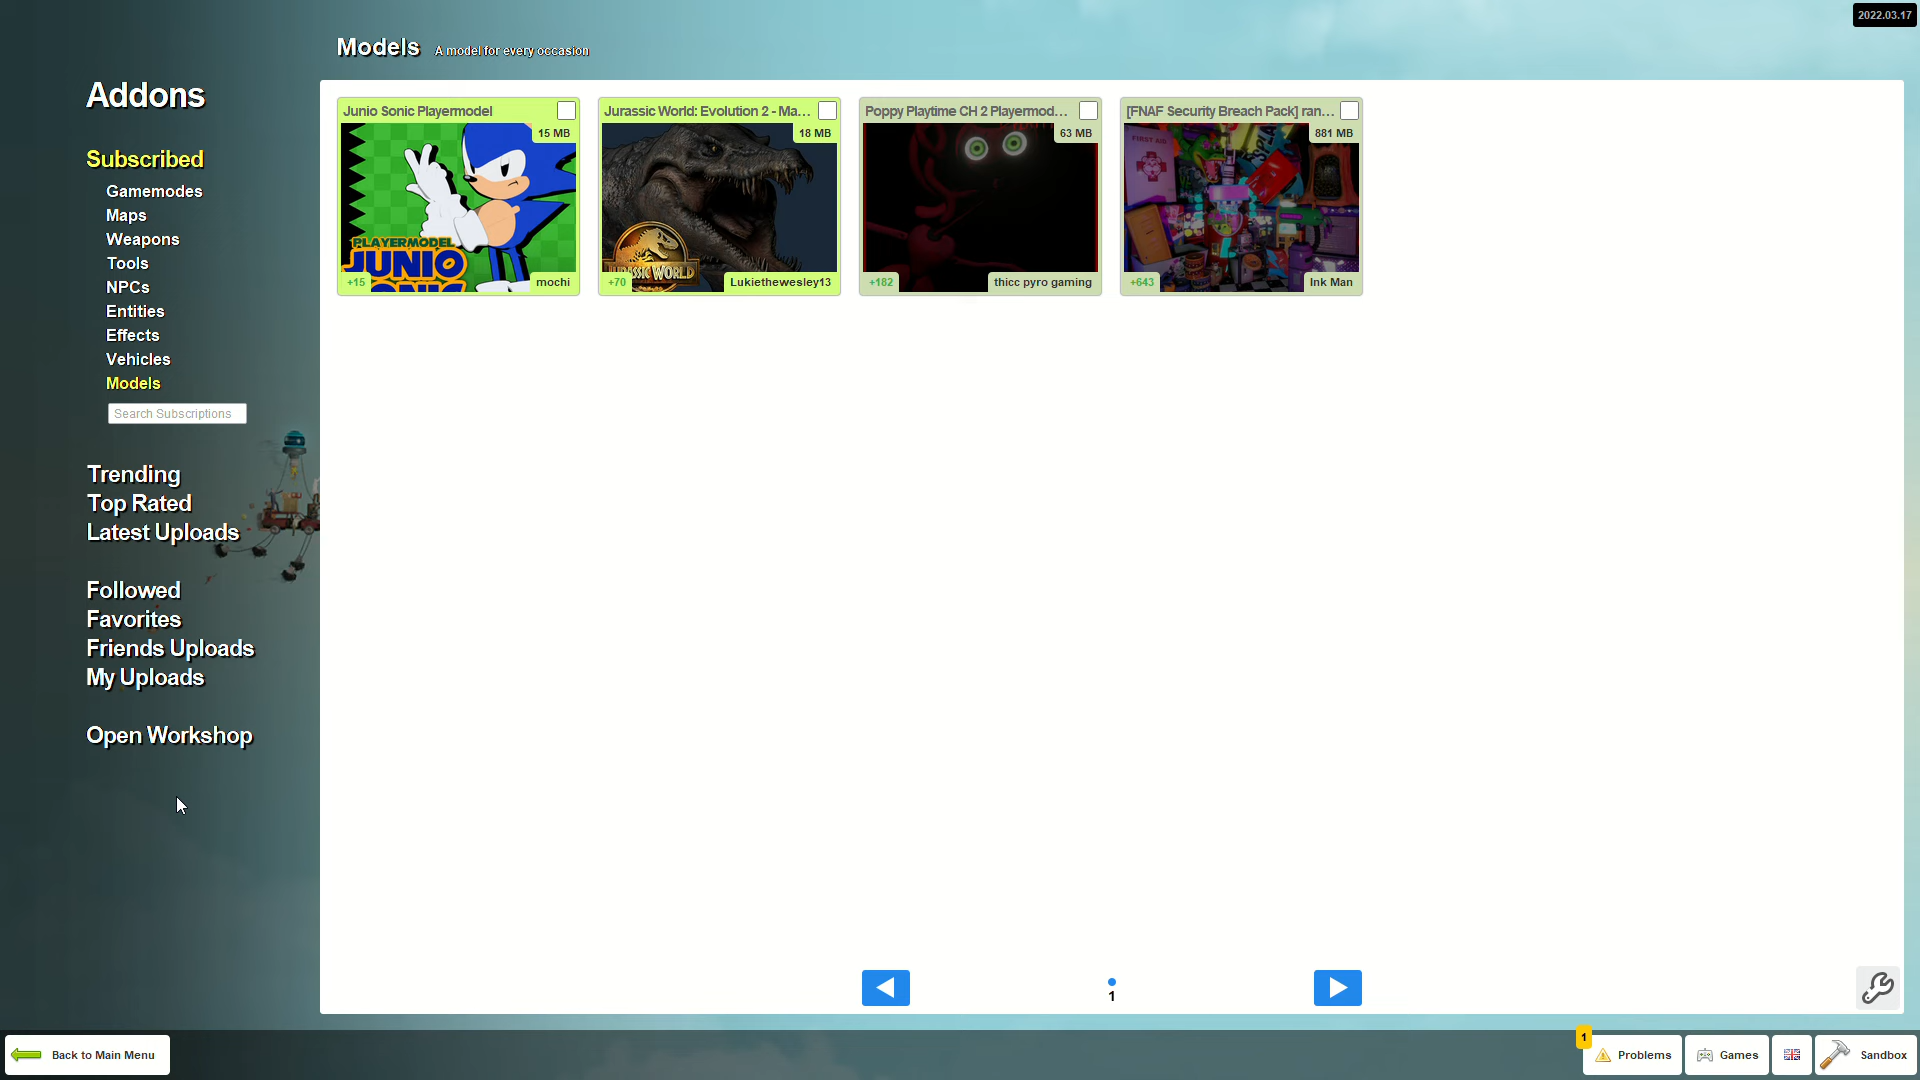 2022.03.17
Models A model for every occasion
Addons
Subscribed
Gamemodes
Maps
Weapons
Tools
NPCs
Entities
Effects
Vehicles
Models
Search Subscriptions
Trending
Top Rated
Latest Uploads
Followed
Favorites
Friends Uploads
My Uploads
Open Workshop
Junio Sonic Playermodel
15 MB
PLAYERMODEL
JUNIO
+15
mochi
Jurassic World: Evolution 2 - Ma...
18 MB
JURASSIC WORLD
+70
Lukiethewesley13
Poppy Playtime CH 2 Playermod...
63 MB
+182
thicc pyro gaming
[FNAF Security Breach Pack] ran...
881 MB
FIRST AID
+643
Ink Man
1
Back to Main Menu
1
Problems
Games
Sandbox